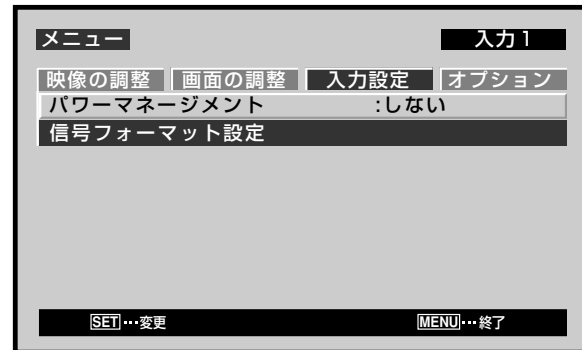 メニュー 入力1
映像の調整 画面の調整 入力設定 オプション
パワーマネージメント :しない
信号フォーマット設定
SET…変更 MENU…終了